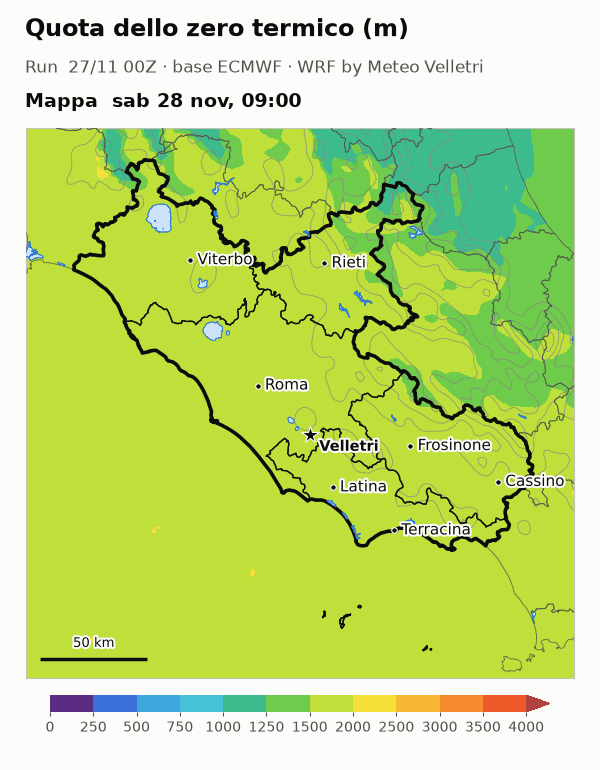 Quota dello zero termico (m)
Run  27/11 00Z · base ECMWF · WRF by Meteo Velletri
Mappa  sab 28 nov, 09:00
Viterbo
Rieti
Roma
Velletri
Frosinone
Latina
Cassino
Terracina
50 km
0 250 500 750 1000 1250 1500 2000 2500 3000 3500 4000